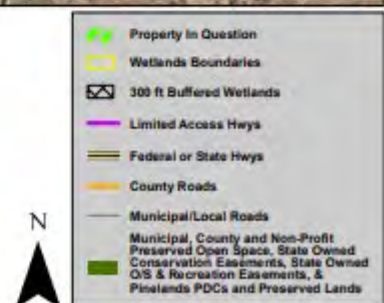 Property In Question
Wetlands Boundaries
300 ft Buffered Wetlands
Limited Access Hwys
Federal or State Hwys
County Roads
N
Municipal/Local Roads
Municipal, County and Non-Profit
Preserved Open Space, State Owned
Conservation Easements, State Owned
O/S & Recreation Easements, &
Pinelands PDCs and Preserved Lands